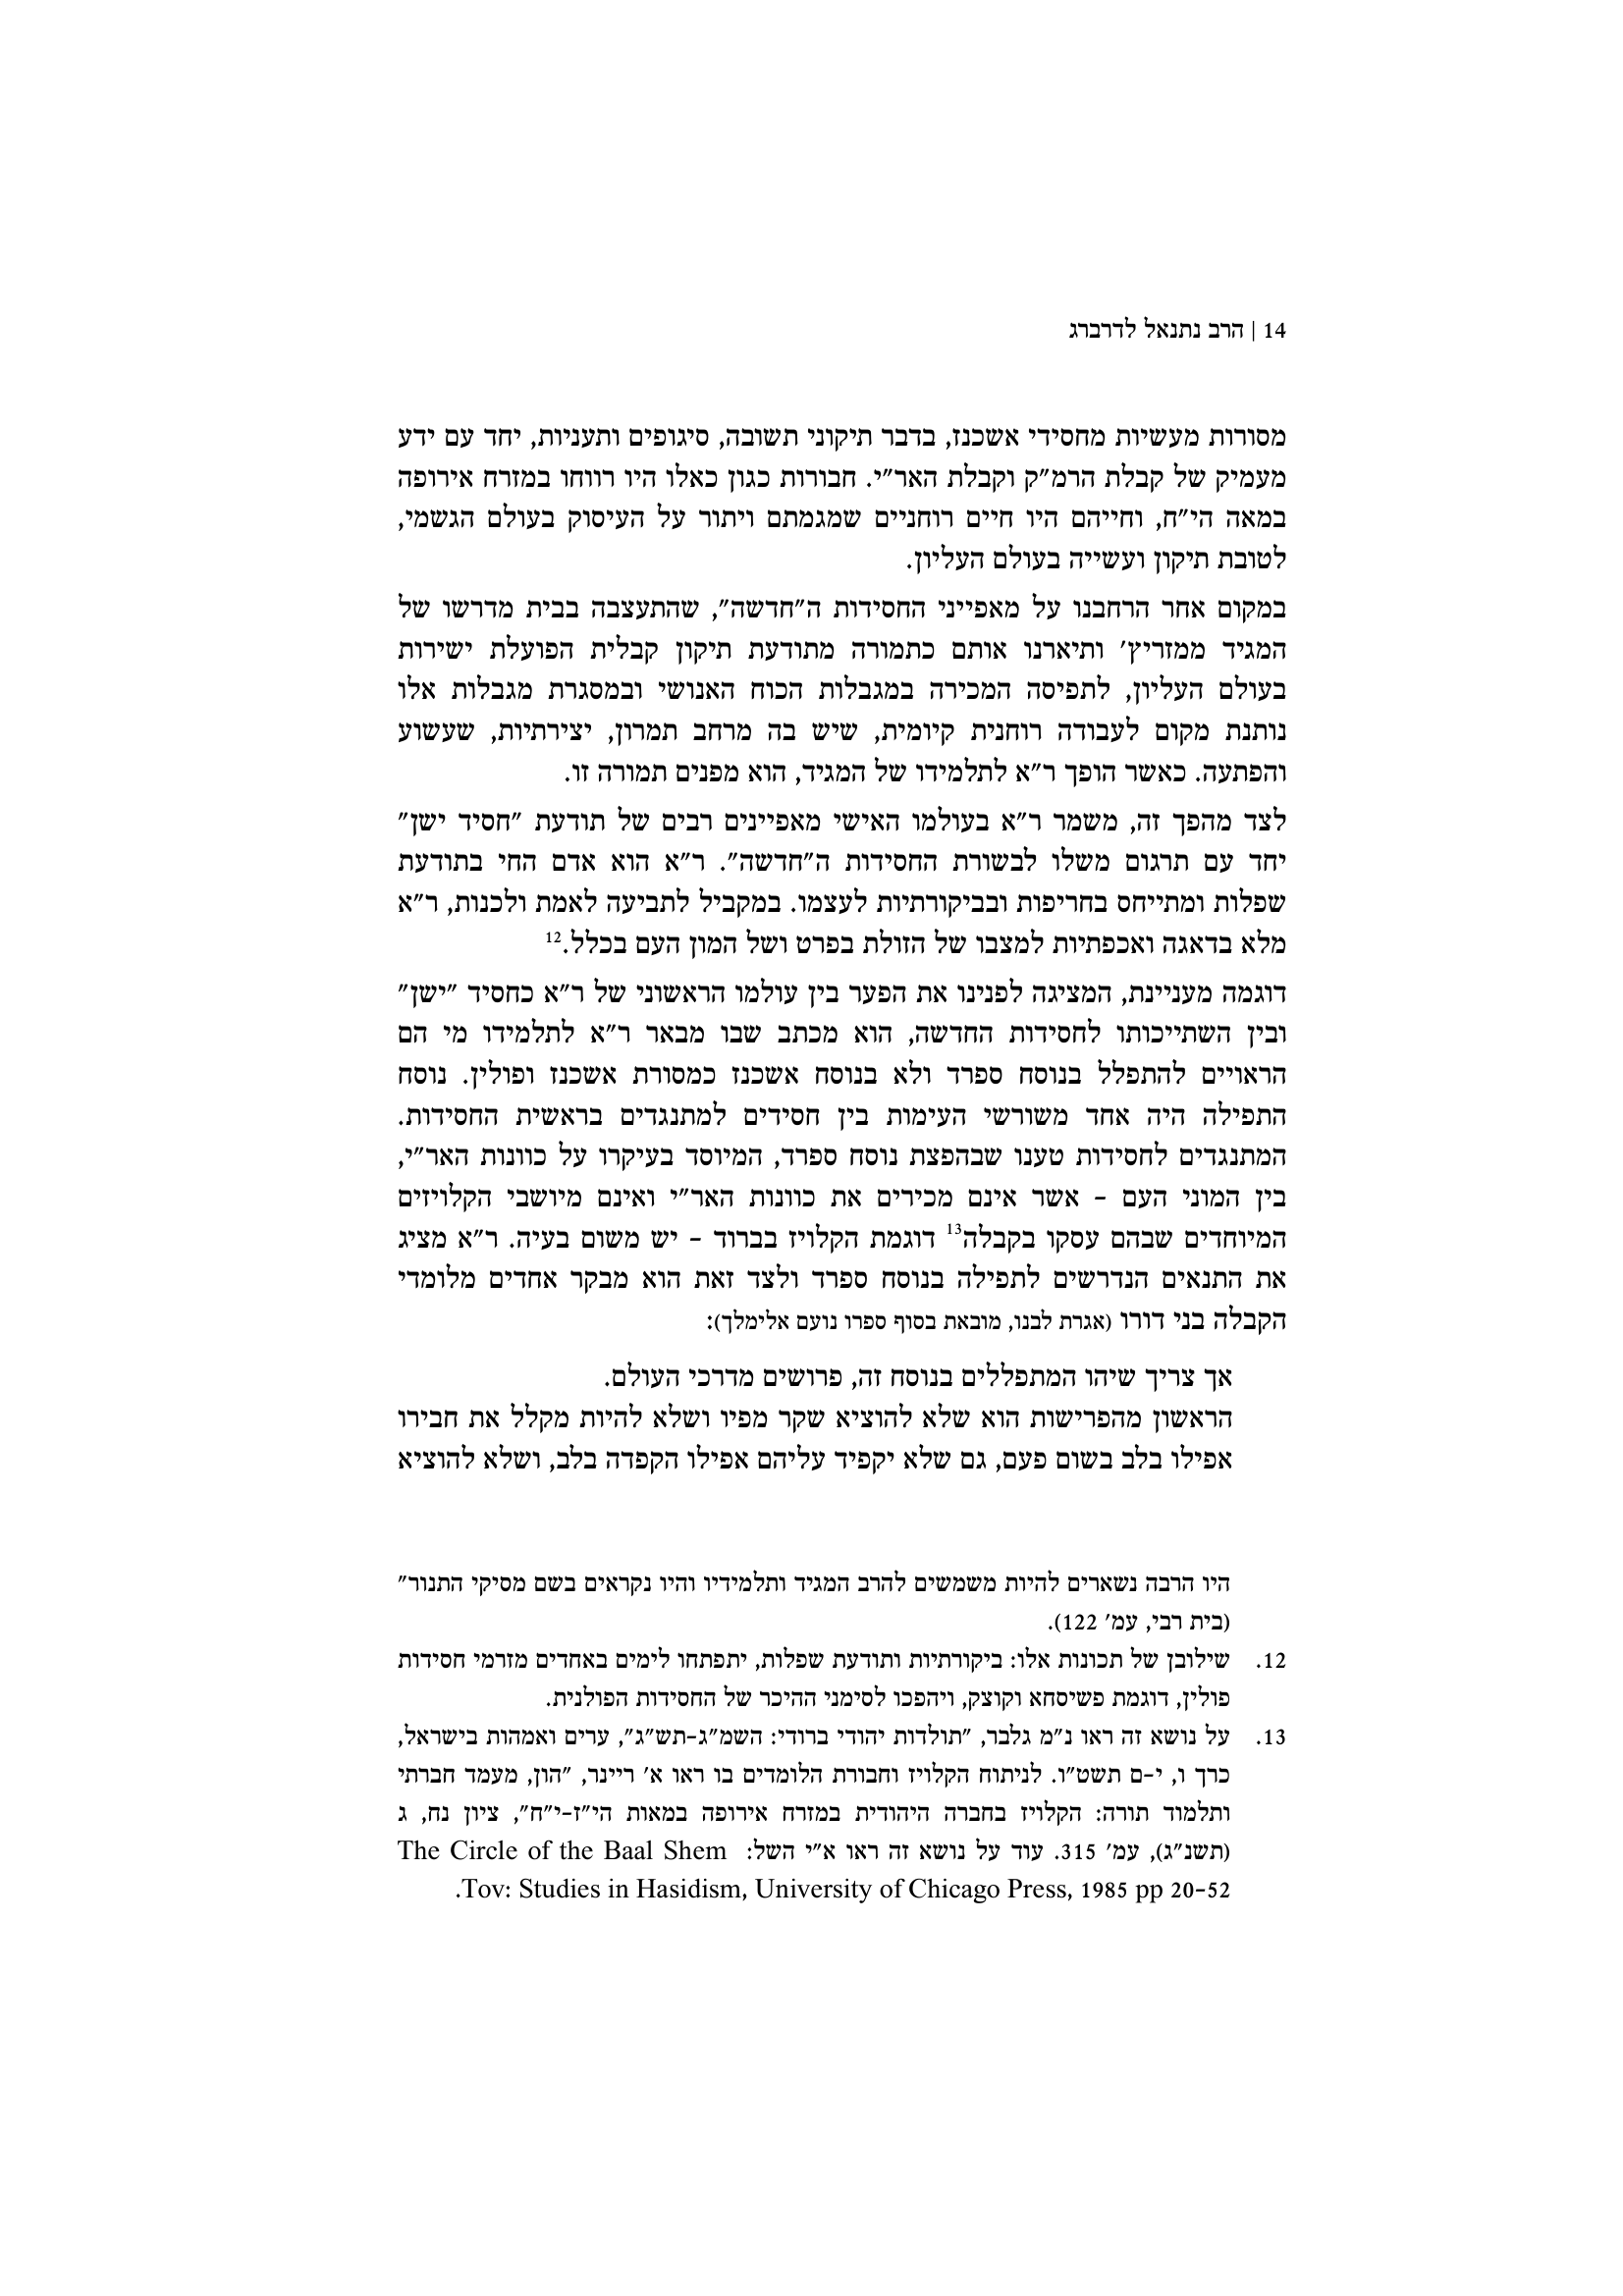 14 | הרב נתנאל לדרברג
מסורות מעשיות מחסידי אשכנז, בדבר תיקוני תשובה, סיגופים ותעניות, יחד עם ידע
מעמיק של קבלת הרמ״ק וקבלת האר״י. חבורות כגון כאלו היו רווחו במזרח אירופה
במאה הי״ח, וחייהם היו חיים רוחניים שמגמתם ויתור על העיסוק בעולם הגשמי,
לטובת תיקון ועשייה בעולם העליון.
במקום אחר הרחבנו על מאפייני החסידות ה״חדשה״, שהתעצבה בבית מדרשו של
המגיד ממזריץ׳ ותיארנו אותם כתמורה מתודעת תיקון קבלית הפועלת ישירות
בעולם העליון, לתפיסה המכירה במגבלות הכוח האנושי ובמסגרת מגבלות אלו
נותנת מקום לעבודה רוחנית קיומית, שיש בה מרחב תמרון, יצירתיות, שעשוע
והפתעה. כאשר הופך ר״א לתלמידו של המגיד, הוא מפנים תמורה זו.
לצד מהפך זה, משמר ר״א בעולמו האישי מאפיינים רבים של תודעת ״חסיד ישן״
יחד עם תרגום משלו לבשורת החסידות ה״חדשה״. ר״א הוא אדם החי בתודעת
שפלות ומתייחס בחריפות ובביקורתיות לעצמו. במקביל לתביעה לאמת ולכנות, ר״א
מלא בדאגה ואכפתיות למצבו של הזולת בפרט ושל המון העם בכלל.12
דוגמה מעניינת, המציגה לפנינו את הפער בין עולמו הראשוני של ר״א כחסיד ״ישן״
ובין השתייכותו לחסידות החדשה, הוא מכתב שבו מבאר ר״א לתלמידו מי הם
הראויים להתפלל בנוסח ספרד ולא בנוסח אשכנז כמסורת אשכנז ופולין. נוסח
התפילה היה אחד משורשי העימות בין חסידים למתנגדים בראשית החסידות.
המתנגדים לחסידות טענו שבהפצת נוסח ספרד, המיוסד בעיקרו על כוונות האר״י,
בין המוני העם – אשר אינם מכירים את כוונות האר״י ואינם מיושבי הקלויזים
המיוחדים שבהם עסקו בקבלה13 דוגמת הקלויז בברוד – יש משום בעיה. ר״א מציג
את התנאים הנדרשים לתפילה בנוסח ספרד ולצד זאת הוא מבקר אחדים מלומדי
הקבלה בני דורו (אגרת לבנו, מובאת בסוף ספרו נועם אלימלך):
אך צריך שיהו המתפללים בנוסח זה, פרושים מדרכי העולם.
הראשון מהפרישות הוא שלא להוציא שקר מפיו ושלא להיות מקלל את חבירו
אפילו בלב בשום פעם, גם שלא יקפיד עליהם אפילו הקפדה בלב, ושלא להוציא
היו הרבה נשארים להיות משמשים להרב המגיד ותלמידיו והיו נקראים בשם מסיקי התנור״
(בית רבי, עמ׳ 122).
12. שילובן של תכונות אלו: ביקורתיות ותודעת שפלות, יתפתחו לימים באחדים מזרמי חסידות
פולין, דוגמת פשיסחא וקוצק, ויהפכו לסימני ההיכר של החסידות הפולנית.
13. על נושא זה ראו נ״מ גלבר, ״תולדות יהודי ברודי: השמ״ג–תש״ג״, ערים ואמהות בישראל,
כרך ו, י–ם תשט״ו. לניתוח הקלויז וחבורת הלומדים בו ראו א׳ ריינר, ״הון, מעמד חברתי
ותלמוד תורה: הקלויז בחברה היהודית במזרח אירופה במאות הי״ז–י״ח״, ציון נח, ג
(תשנ״ג), עמ׳ 315. עוד על נושא זה ראו א״י השל: The Circle of the Baal Shem
Tov: Studies in Hasidism, University of Chicago Press, 1985 pp 20–52.